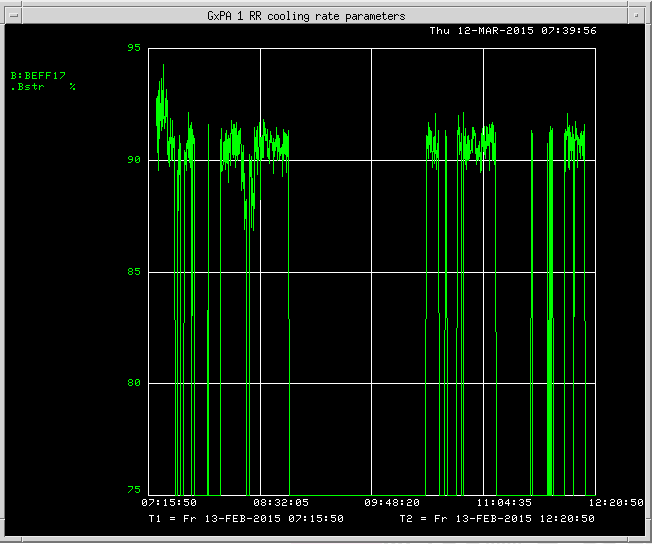 GxPA 1 RR cooling rate parameters
Thu 12-MAR-2015 07:39:56
B:BEFF17
.Bstr %
95
90
85
80
75
07:15:50 08:32:05 09:48:20 11:04:35 12:20:50
T1 = Fr 13-FEB-2015 07:15:50 T2 = Fr 13-FEB-2015 12:20:50